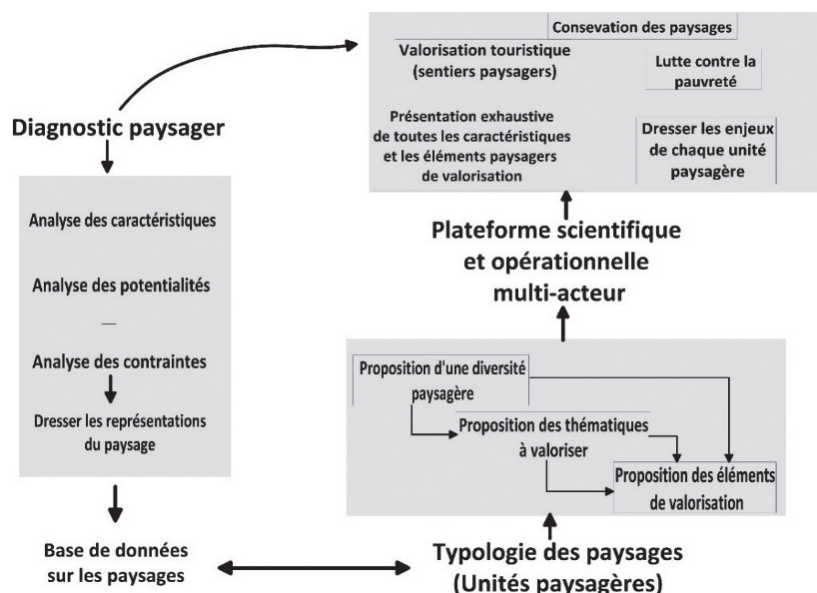 Diagnostic paysager
Analyse des caractéristiques
Analyse des potentialités
Analyse des contraintes
Dresser les représentations
du paysage
Base de données
sur les paysages
Consevation des paysages
Valorisation touristique
(sentiers paysagers)
Lutte contre la
pauvreté
Présentation exhaustive
de toutes les caractéristiques
et les éléments paysagers
de valorisation
Dresser les enjeux
de chaque unité
paysagère
Plateforme scientifique
et opérationnelle
multi-acteur
Proposition d'une diversité
paysagère
Proposition des thématiques
à valoriser
Proposition des éléments
de valorisation
Typologie des paysages
(Unités paysagères)